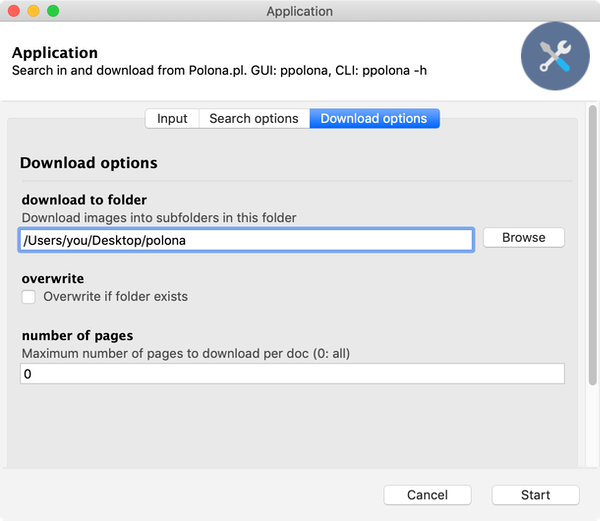 Application
Application
Search in and download from Polona.pl. GUI: ppolona, CLI: ppolona -h
Input Search options Download options
Download options
download to folder
Download images into subfolders in this folder
/Users/you/Desktop/polona Browse
overwrite
Overwrite if folder exists
number of pages
Maximum number of pages to download per doc (0: all)
0
Cancel Start